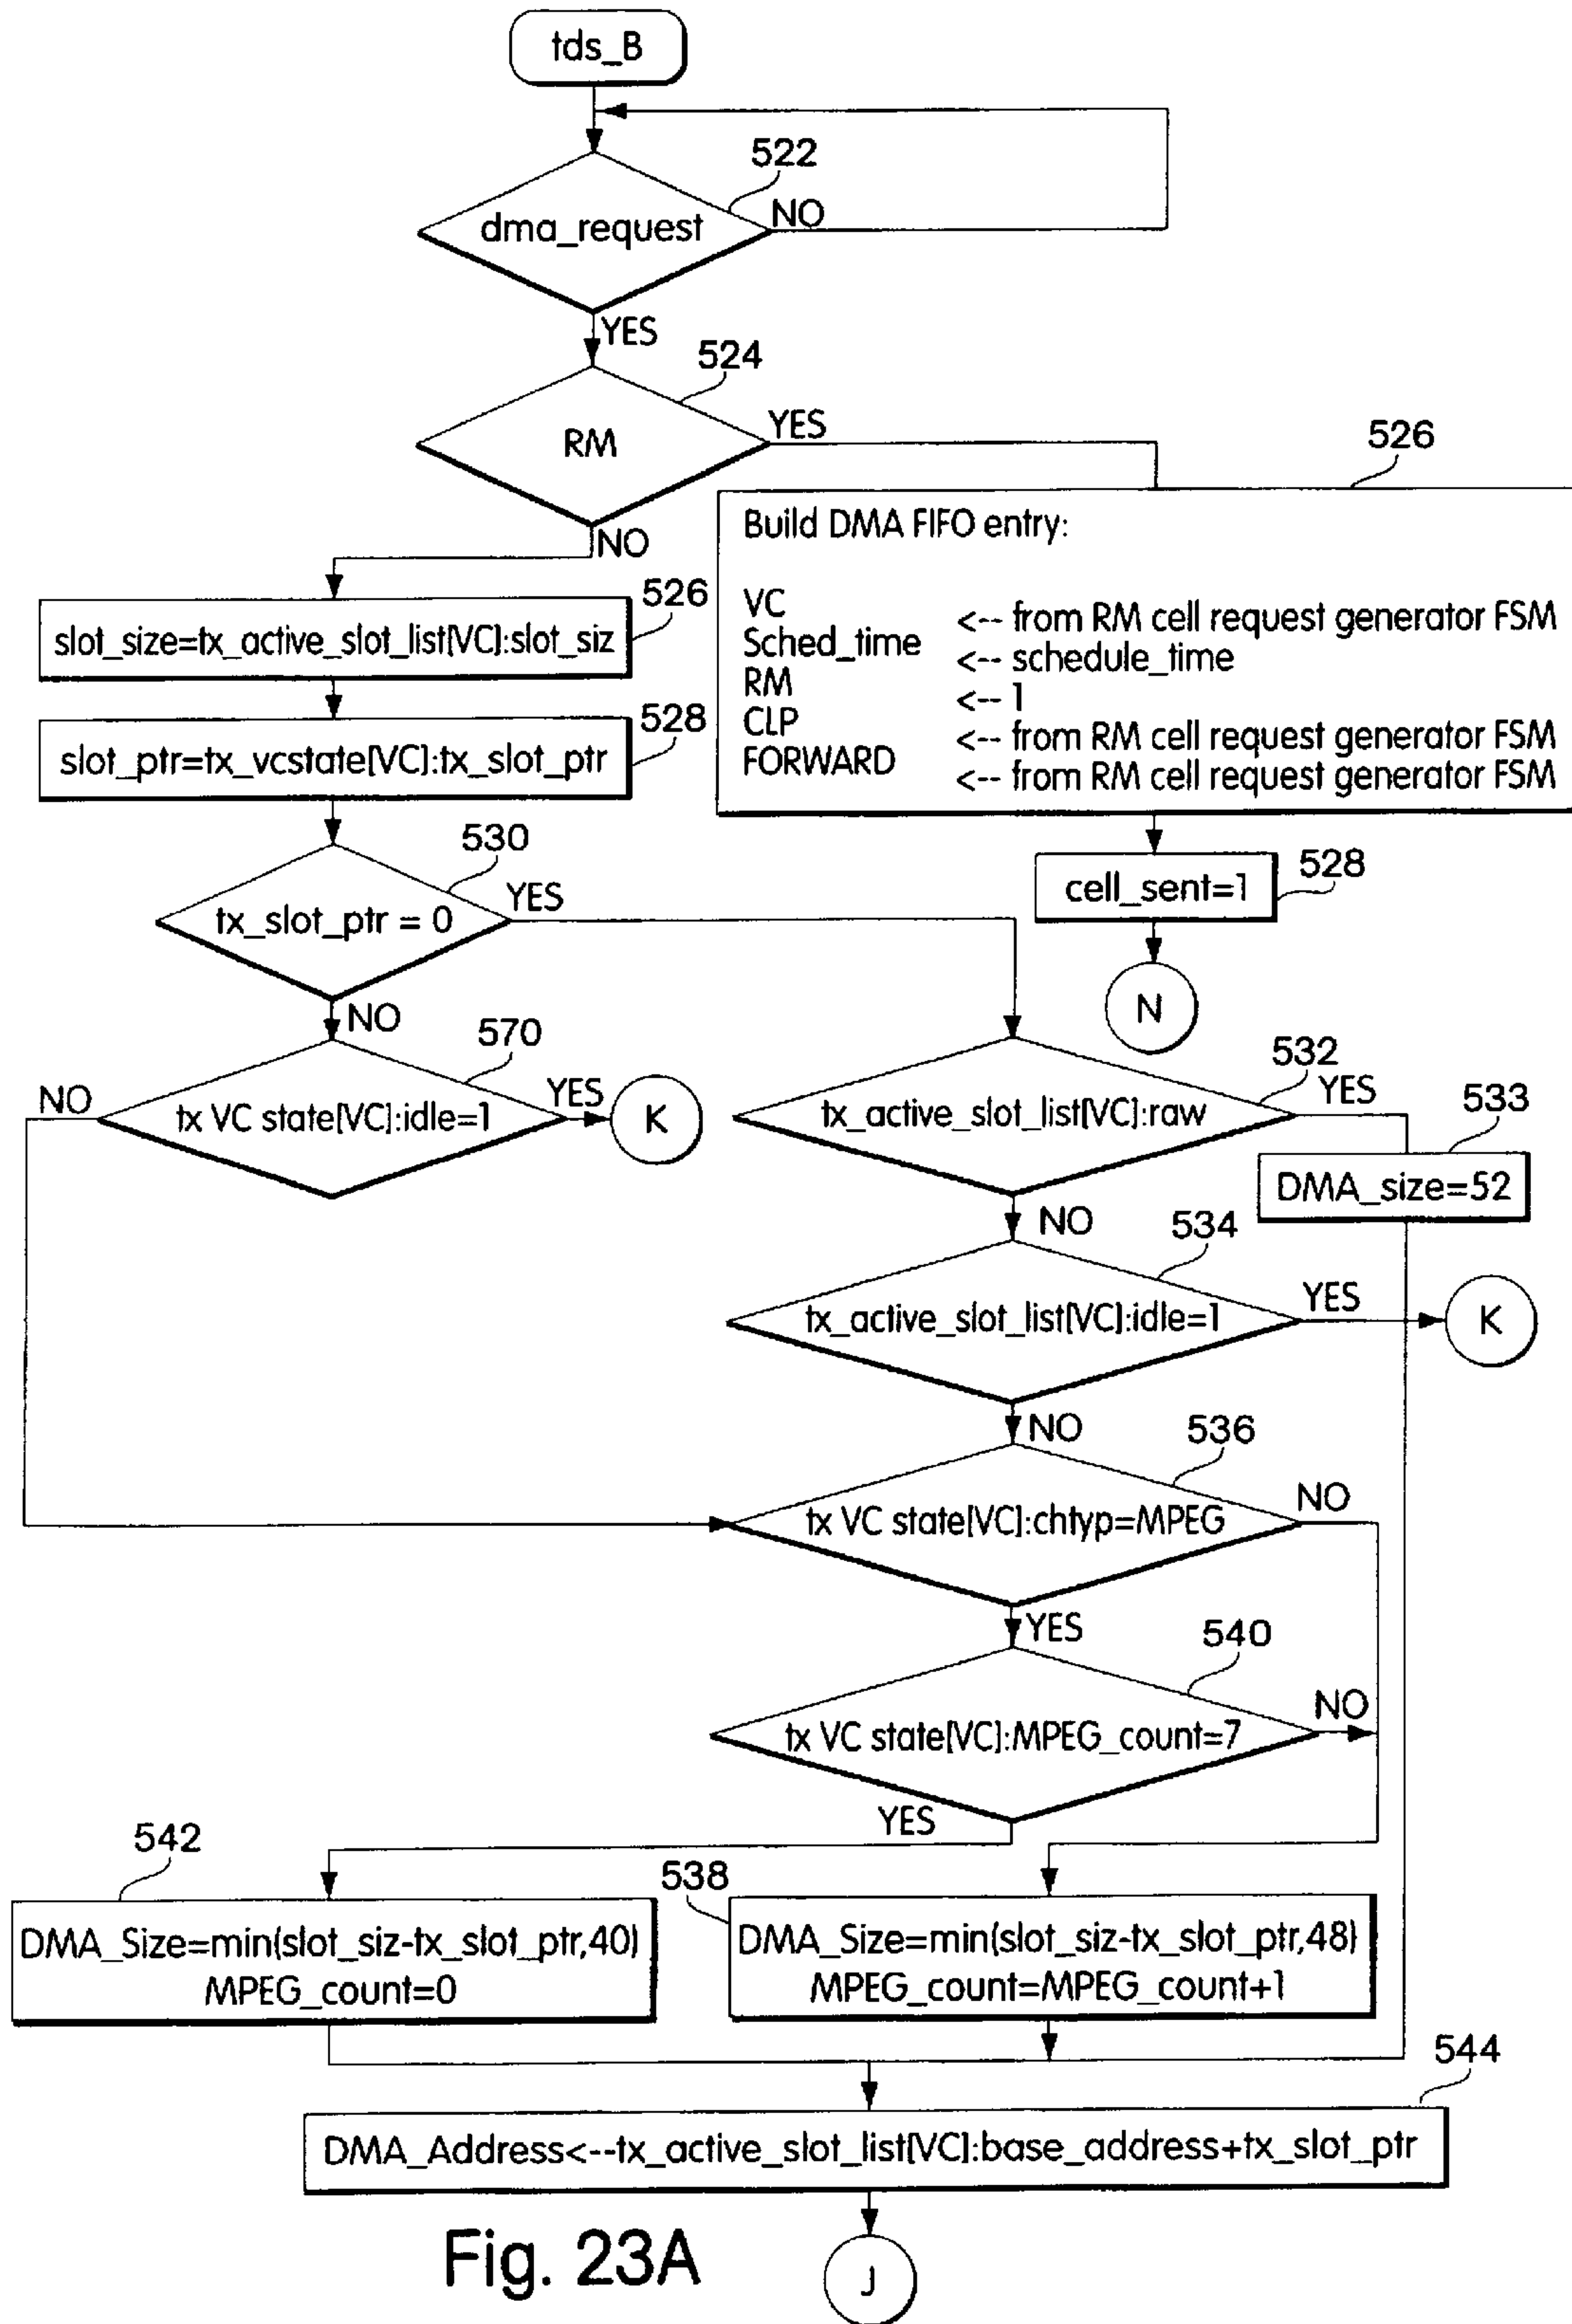 tds_B
522
dma_request
NO
YES
524
RM
YES
NO
526
Build DMA FIFO entry:
VC <-- from RM cell request generator FSM
Sched_time <-- schedule_time
RM <-- 1
CLP <-- from RM cell request generator FSM
FORWARD <-- from RM cell request generator FSM
526
slot_size=tx_active_slot_list[VC]:slot_siz
528
slot_ptr=tx_vcstate[VC]:tx_slot_ptr
528
cell_sent=1
N
530
tx_slot_ptr = 0
YES
NO
570
NO
tx VC state[VC]:idle=1
YES
K
532
tx_active_slot_list[VC]:raw
YES
533
DMA_size=52
NO
534
tx_active_slot_list[VC]:idle=1
YES
K
NO
536
tx VC state[VC]:chtyp=MPEG
NO
YES
540
tx VC state[VC]:MPEG_count=7
NO
YES
542
DMA_Size=min(slot_siz-tx_slot_ptr,40)
MPEG_count=0
538
DMA_Size=min(slot_siz-tx_slot_ptr,48)
MPEG_count=MPEG_count+1
544
DMA_Address<--tx_active_slot_list[VC]:base_address+tx_slot_ptr
J
Fig. 23A